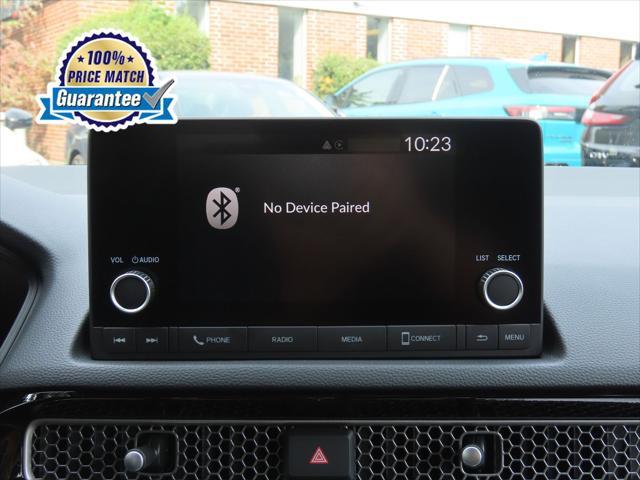 100%
PRICE MATCH
Guarantee
10:23
No Device Paired
VOL AUDIO
LIST SELECT
PHONE
RADIO
MEDIA
CONNECT
MENU